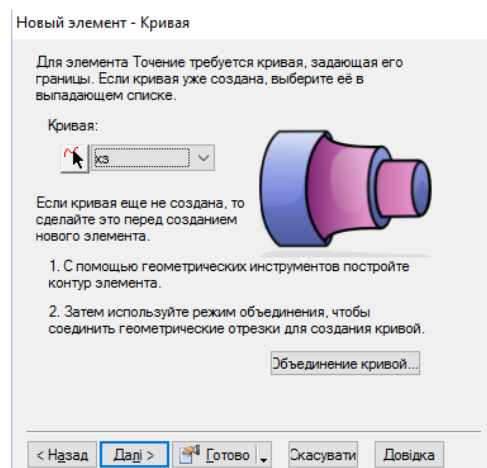 Новый элемент - Кривая
Для элемента Точение требуется кривая, задающая его
границы. Если кривая уже создана, выберите её в
выпадающем списке.
Кривая:
кз
Если кривая еще не создана, то
сделайте это перед созданием
нового элемента.
1. С помощью геометрических инструментов постройте
контур элемента.
2. Затем используйте режим объединения, чтобы
соединить геометрические отрезки для создания кривой.
Объединение кривой...
< Назад Далі > Готово Скасувати Довідка